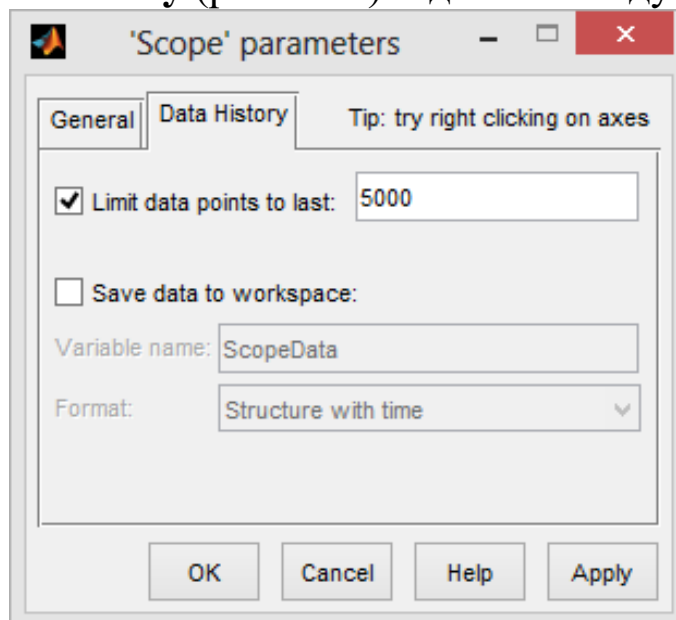 'Scope' parameters
General Data History Tip: try right clicking on axes
Limit data points to last: 5000
Save data to workspace:
Variable name: ScopeData
Format: Structure with time
OK Cancel Help Apply